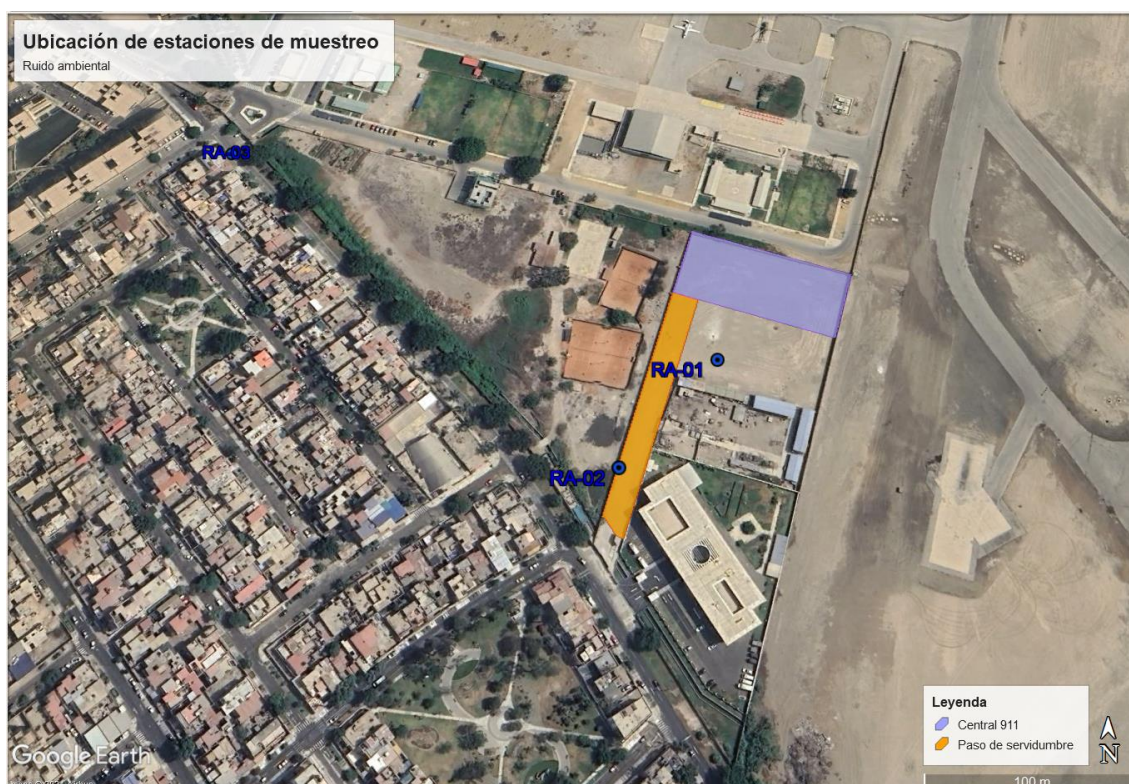 Ubicación de estaciones de muestreo
Ruido ambiental
RA-03
RA-01
RA-02
Leyenda
Central 911
Paso de servidumbre
Google Earth
N
100 m